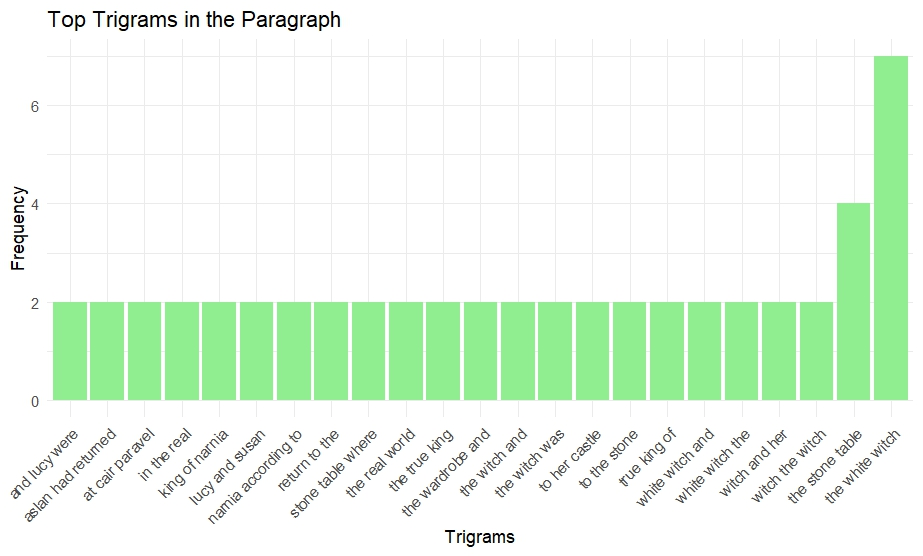 Top Trigrams in the Paragraph
Frequency
6
4
2
0
and lucy were
aslan had returned
at cair paravel
in the real
king of narnia
lucy and susan
narnia according to
return to the
stone table where
the real world
the true king
the wardrobe and
the witch and
the witch was
to her castle
to the stone
true king of
white witch and
white witch the
witch and her
witch the witch
the stone table
the white witch
Trigrams